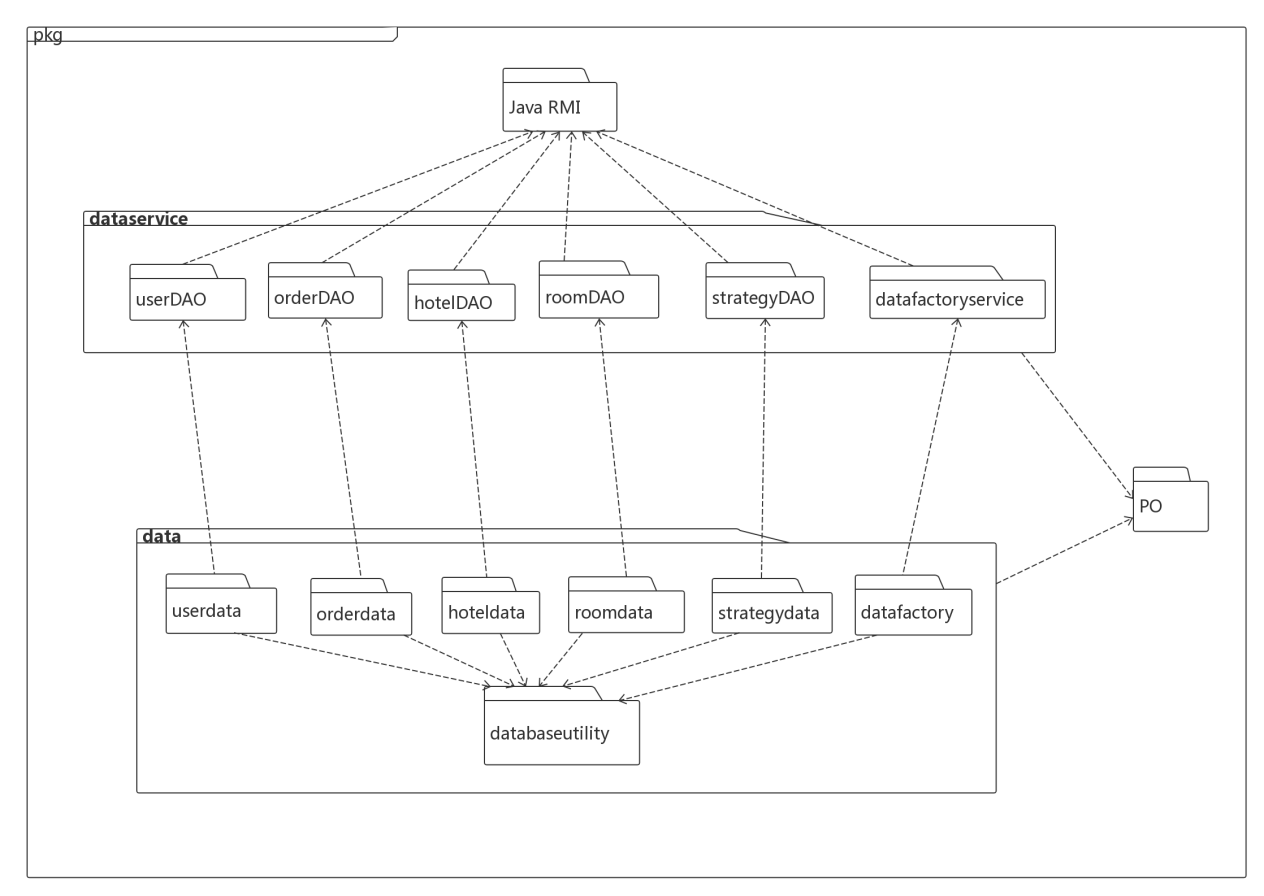 pkg
Java RMI
dataservice
userDAO
orderDAO
hotelDAO
roomDAO
strategyDAO
datafactoryservice
PO
data
userdata
orderdata
hoteldata
roomdata
strategydata
datafactory
databaseutility